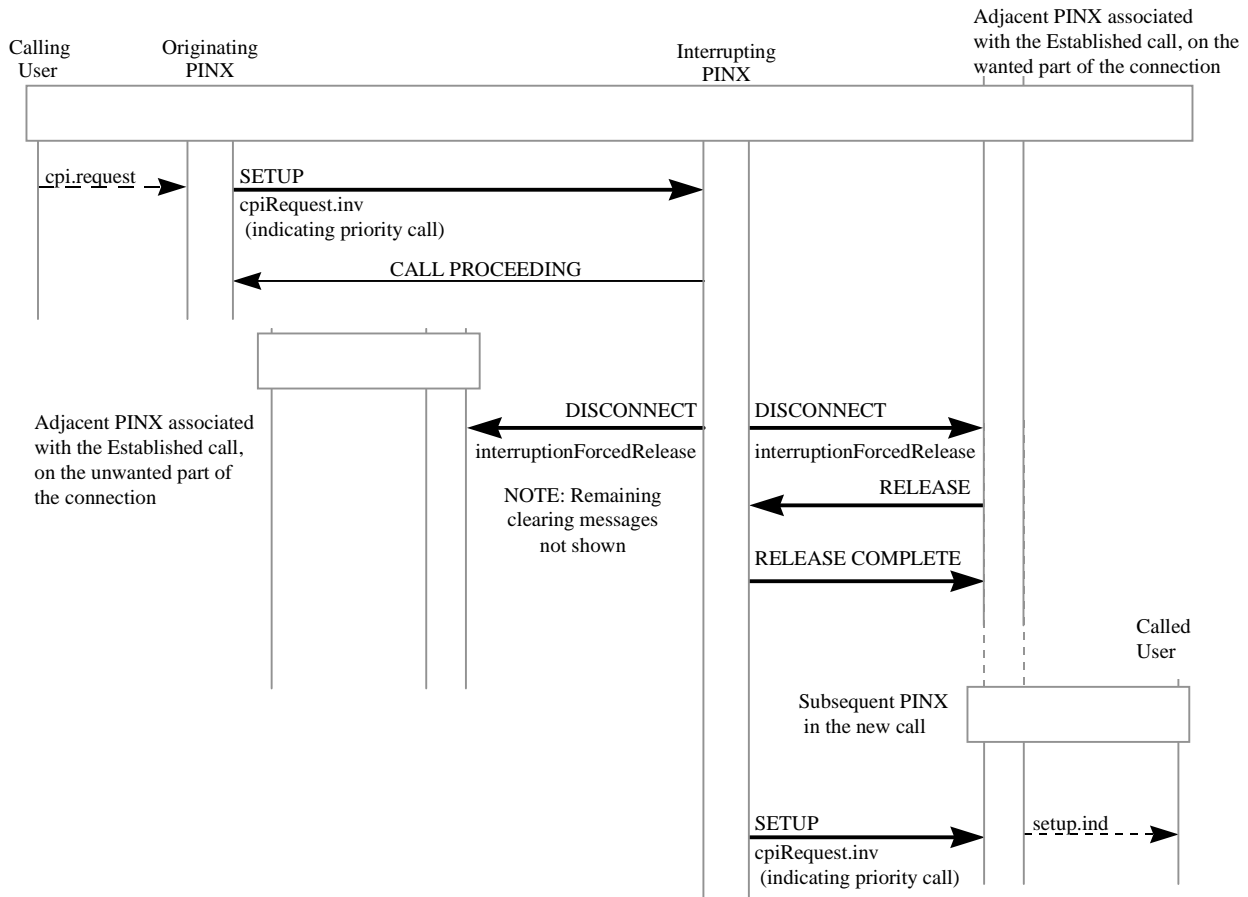 Adjacent PINX associated
with the Established call, on the
wanted part of the connection
Calling
User
Originating
PINX
Interrupting
PINX
cpi.request
SETUP
cpiRequest.inv
(indicating priority call)
CALL PROCEEDING
Adjacent PINX associated
with the Established call,
on the unwanted part of
the connection
DISCONNECT
interruptionForcedRelease
DISCONNECT
interruptionForcedRelease
NOTE: Remaining
clearing messages
not shown
RELEASE
RELEASE COMPLETE
Called
User
Subsequent PINX
in the new call
SETUP
cpiRequest.inv
(indicating priority call)
setup.ind